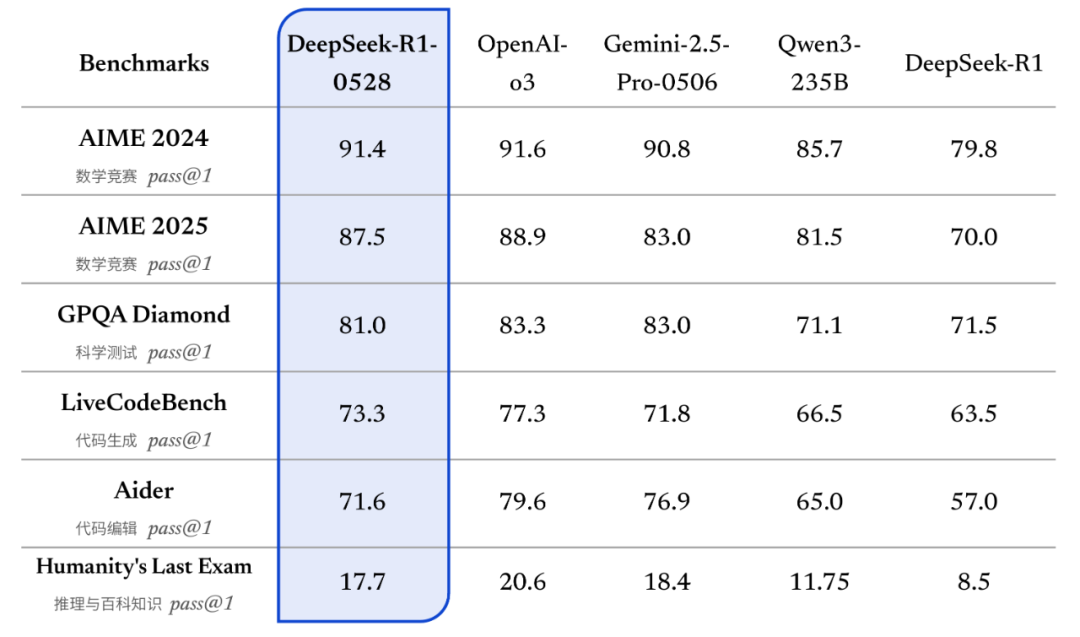 Benchmarks DeepSeek-R1-0528 OpenAI-o3 Gemini-2.5-Pro-0506 Qwen3-235B DeepSeek-R1
AIME 2024 91.4 91.6 90.8 85.7 79.8
数学竞赛 pass@1
AIME 2025 87.5 88.9 83.0 81.5 70.0
数学竞赛 pass@1
GPQA Diamond 81.0 83.3 83.0 71.1 71.5
科学测试 pass@1
LiveCodeBench 73.3 77.3 71.8 66.5 63.5
代码生成 pass@1
Aider 71.6 79.6 76.9 65.0 57.0
代码编辑 pass@1
Humanity's Last Exam 17.7 20.6 18.4 11.75 8.5
推理与百科知识 pass@1